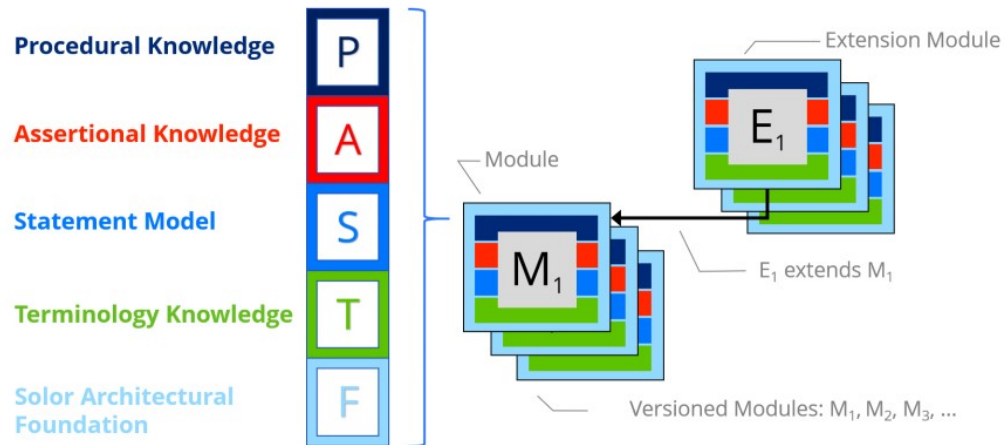 Procedural Knowledge
P
Assertional Knowledge
A
Statement Model
S
Terminology Knowledge
T
Solor Architectural
Foundation
F
Extension Module
E₁
Module
M₁
E₁ extends M₁
Versioned Modules: M₁, M₂, M₃, ...